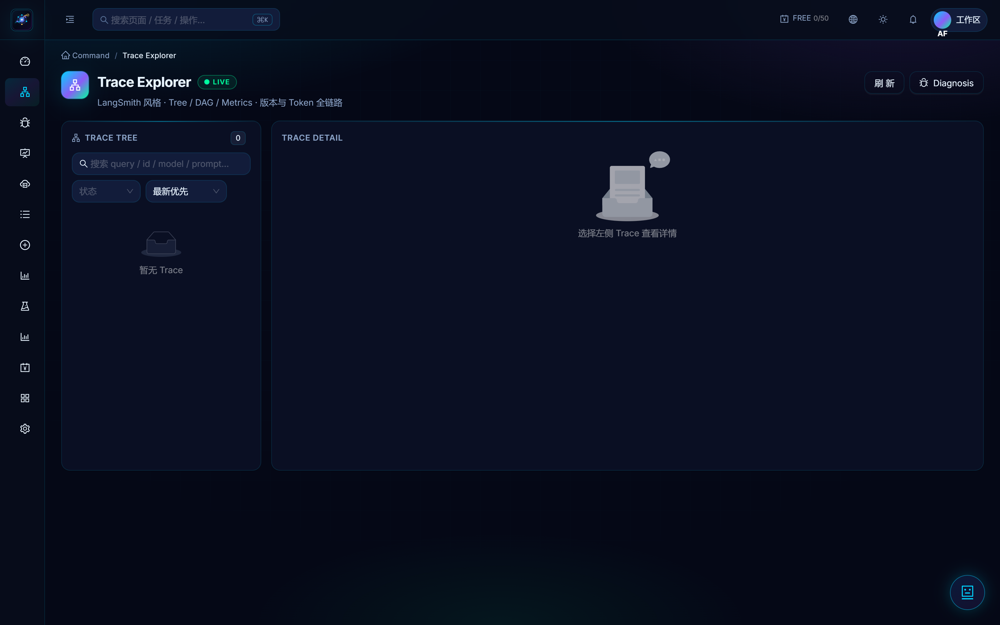 搜索页面 / 任务 / 操作...
⌘K
FREE 0/50
工作区
AF
Command / Trace Explorer
Trace Explorer
LIVE
刷 新
Diagnosis
LangSmith 风格 · Tree / DAG / Metrics · 版本与 Token 全链路
TRACE TREE
0
搜索 query / id / model / prompt...
状态
最新优先
暂无 Trace
TRACE DETAIL
选择左侧 Trace 查看详情